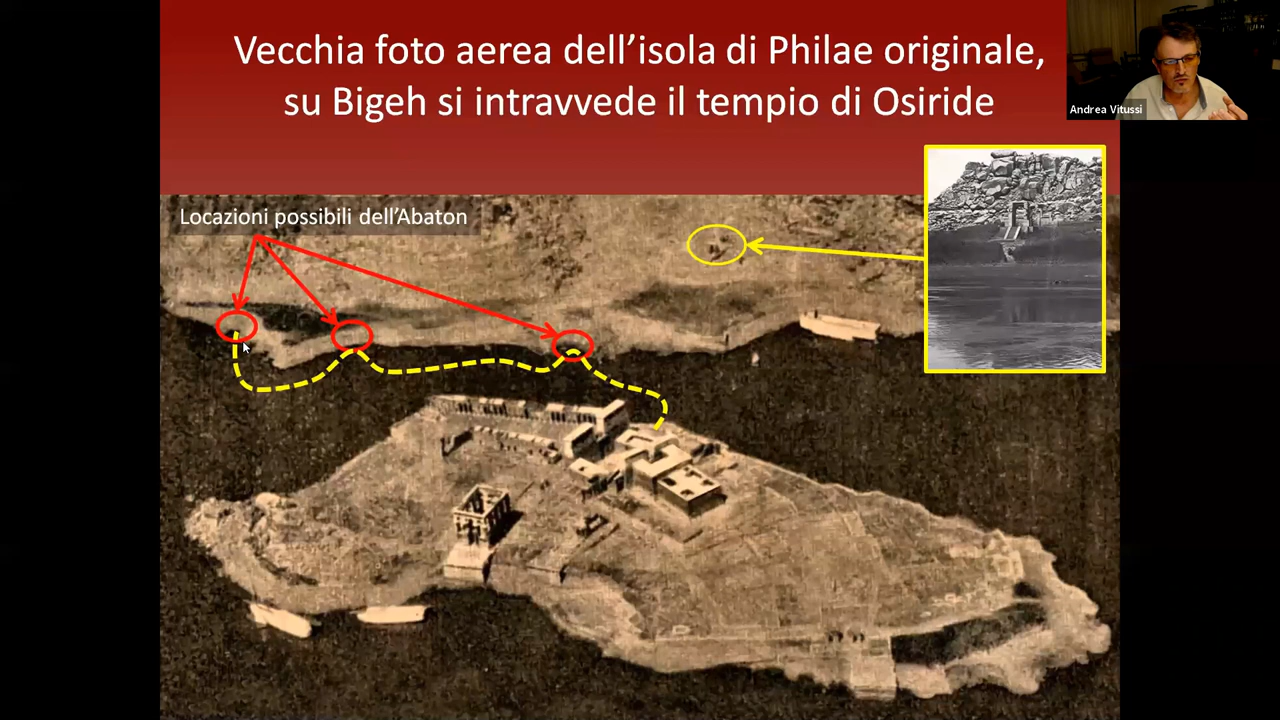 Vecchia foto aerea dell’isola di Philae originale,
su Bigeh si intravvede il tempio di Osiride
Andrea Vitussi
Locazioni possibili dell’Abaton